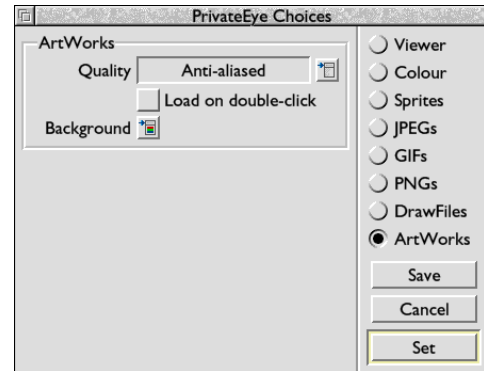 PrivateEye Choices
ArtWorks
Quality Anti-aliased
Load on double-click
Background
Viewer
Colour
Sprites
JPEGs
GIFs
PNGs
DrawFiles
ArtWorks
Save
Cancel
Set